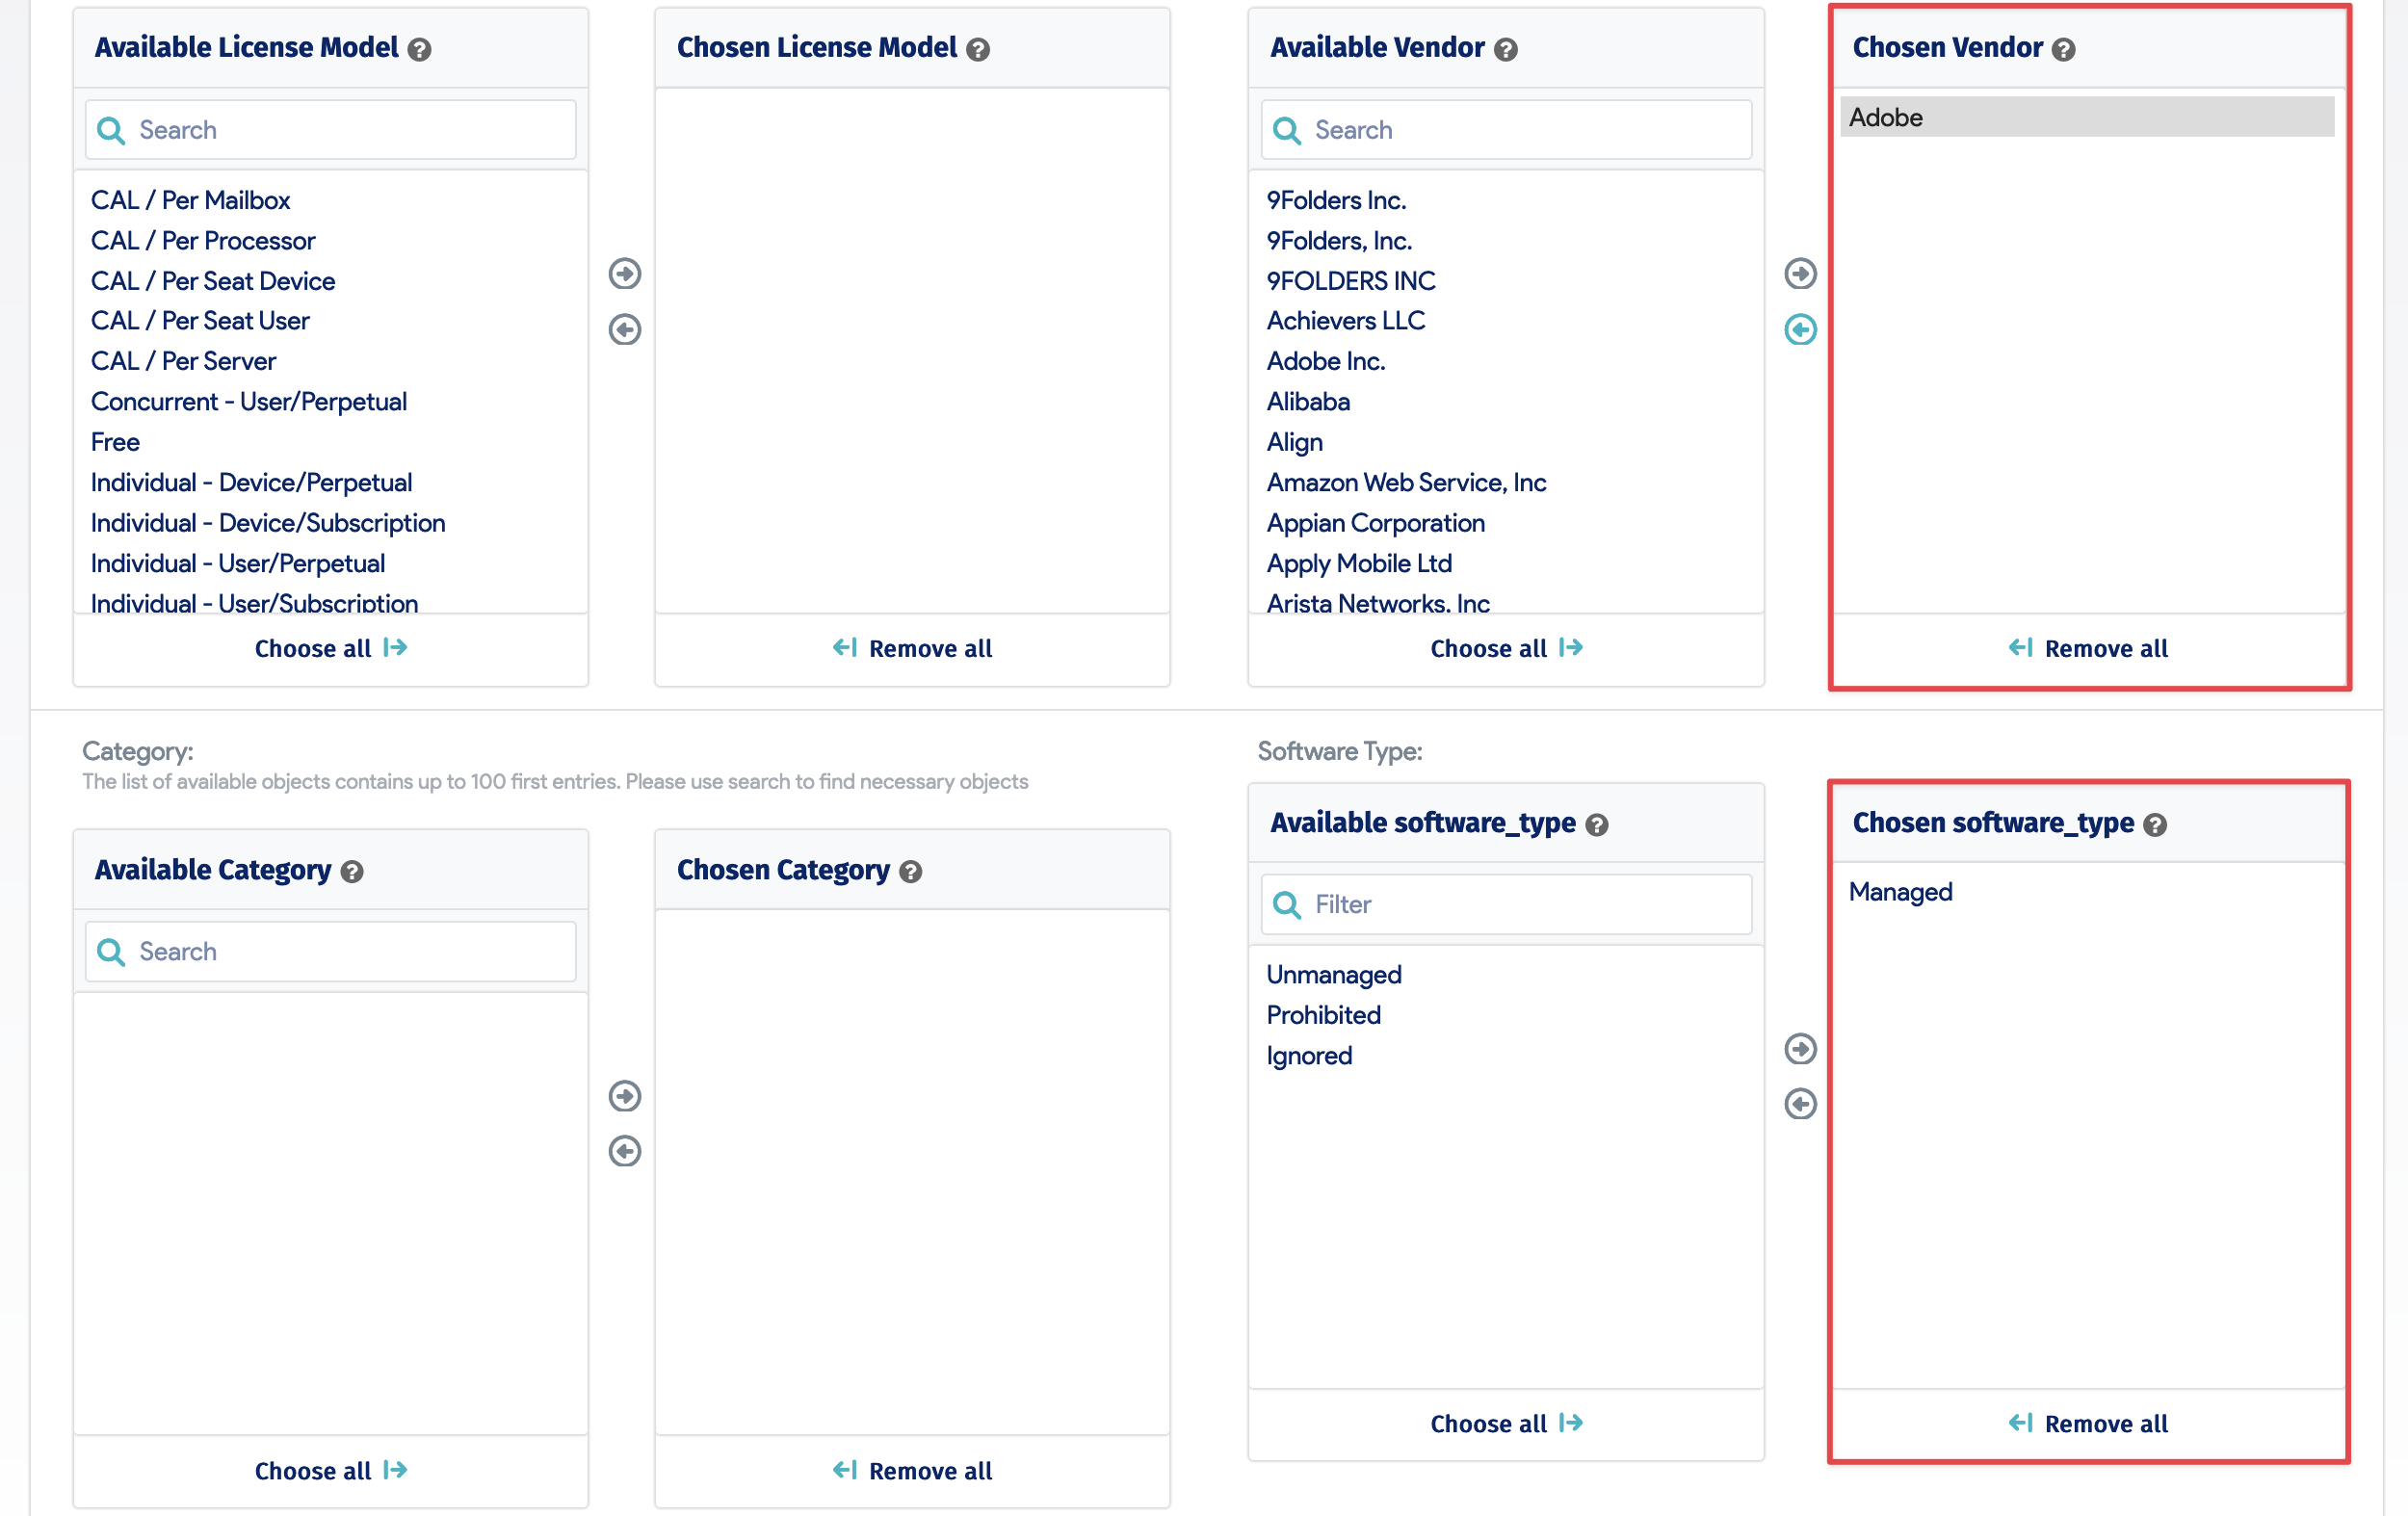 Available License Model ?
Search
CAL / Per Mailbox
CAL / Per Processor
CAL / Per Seat Device
CAL / Per Seat User
CAL / Per Server
Concurrent - User/Perpetual
Free
Individual - Device/Perpetual
Individual - Device/Subscription
Individual - User/Perpetual
Individual - User/Subscription
Choose all
Chosen License Model ?
Remove all
Available Vendor ?
Search
9Folders Inc.
9Folders, Inc.
9FOLDERS INC
Achievers LLC
Adobe Inc.
Alibaba
Align
Amazon Web Service, Inc
Appian Corporation
Apply Mobile Ltd
Arista Networks, Inc
Choose all
Chosen Vendor ?
Adobe
Remove all
Category:
The list of available objects contains up to 100 first entries. Please use search to find necessary objects
Available Category ?
Search
Choose all
Chosen Category ?
Remove all
Software Type:
Available software_type ?
Filter
Unmanaged
Prohibited
Ignored
Choose all
Chosen software_type ?
Managed
Remove all